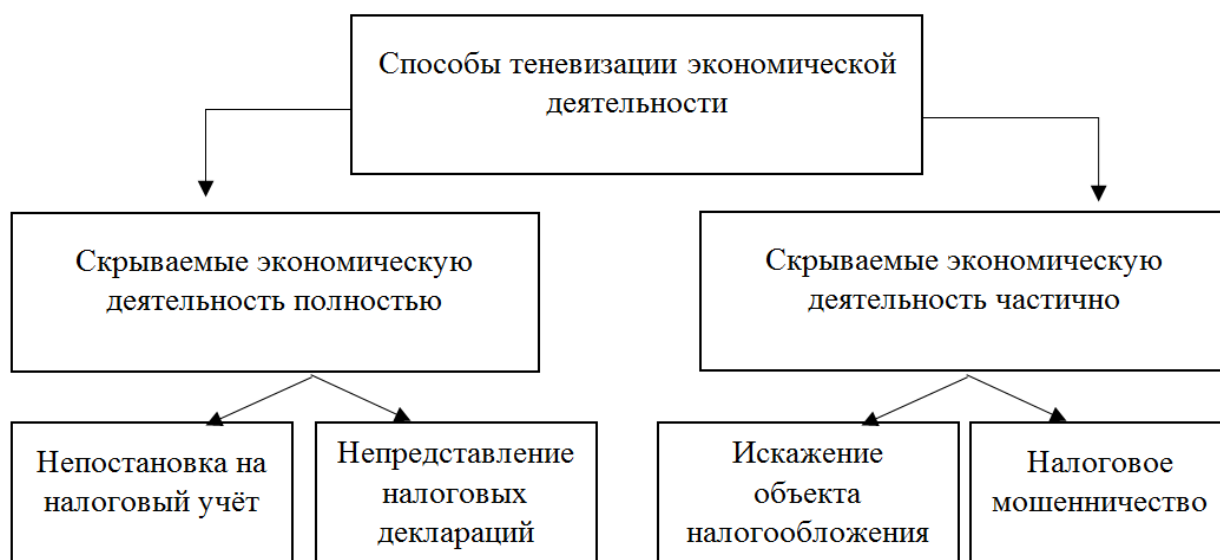 Способы теневизации экономической
деятельности
Скрываемые экономическую
деятельность полностью
Скрываемые экономическую
деятельность частично
Непостановка на
налоговый учёт
Непредставление
налоговых
деклараций
Искажение
объекта
налогообложения
Налоговое
мошенничество